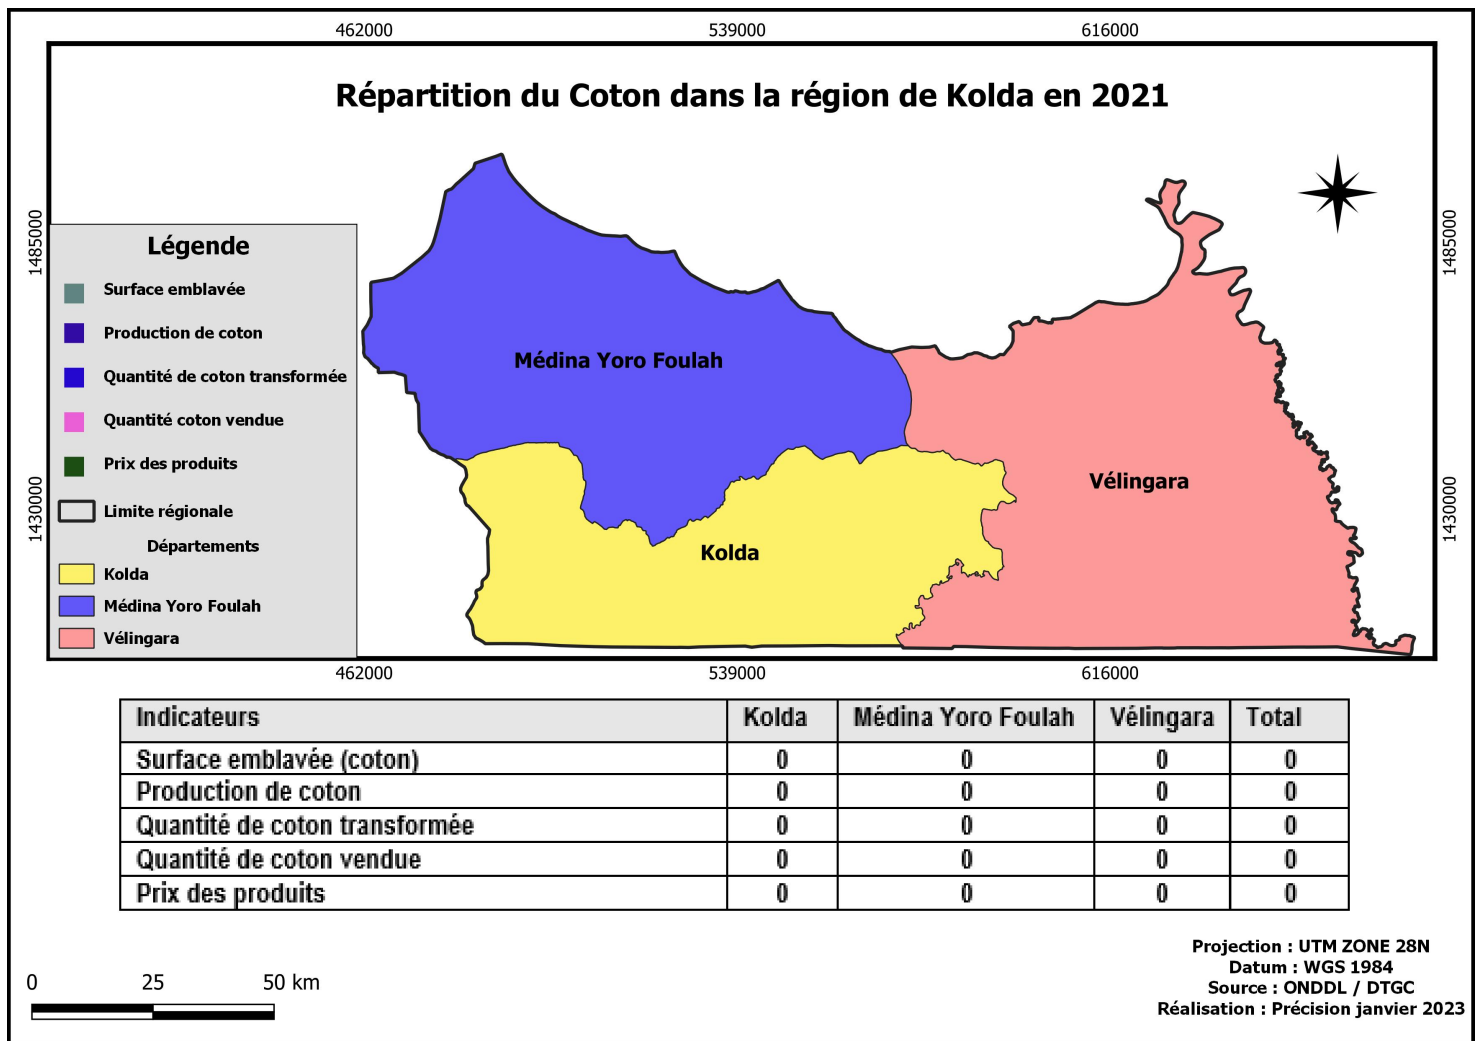 462000 539000 616000
Répartition du Coton dans la région de Kolda en 2021
1485000
1430000
1485000
1430000
Légende
Surface emblavée
Production de coton
Quantité de coton transformée
Quantité coton vendue
Prix des produits
Limite régionale
Départements
Kolda
Médina Yoro Foulah
Vélingara
Médina Yoro Foulah
Vélingara
Kolda
462000 539000 616000
Indicateurs Kolda Médina Yoro Foulah Vélingara Total
Surface emblavée (coton) 0 0 0 0
Production de coton 0 0 0 0
Quantité de coton transformée 0 0 0 0
Quantité de coton vendue 0 0 0 0
Prix des produits 0 0 0 0
0 25 50 km
Projection : UTM ZONE 28N
Datum : WGS 1984
Source : ONDDL / DTGC
Réalisation : Précision janvier 2023